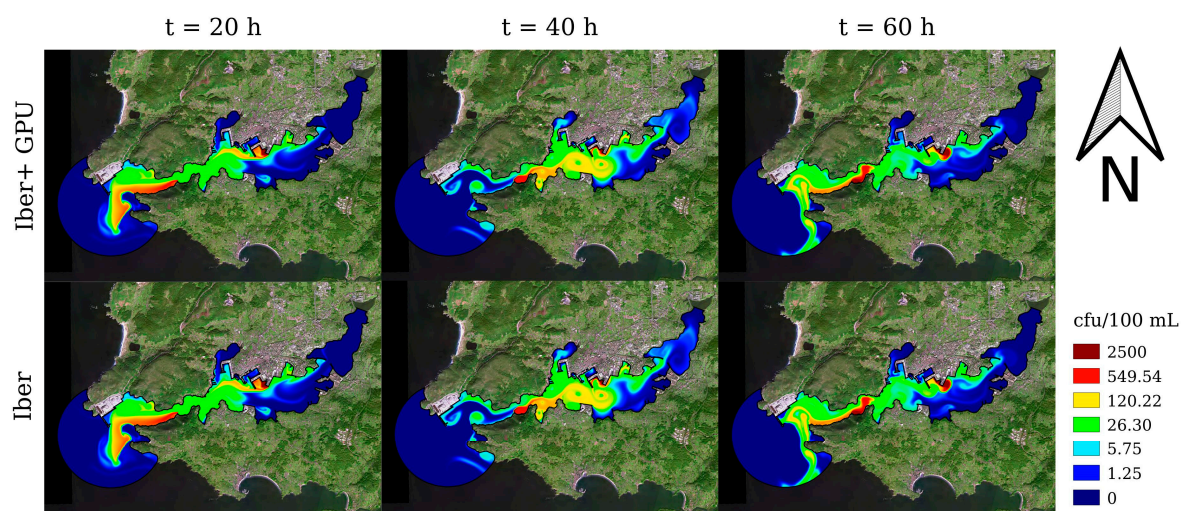 t = 20 h
t = 40 h
t = 60 h
Iber+ GPU
Iber
N
cfu/100 mL
2500
549.54
120.22
26.30
5.75
1.25
0